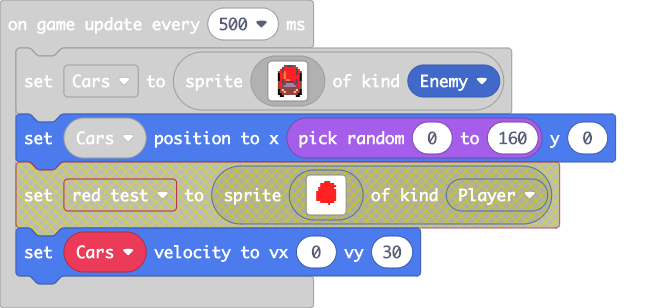 on game update every 500 ms
set Cars to sprite of kind Enemy
set Cars position to x pick random 0 to 160 y 0
set red test to sprite of kind Player
set Cars velocity to vx 0 vy 30